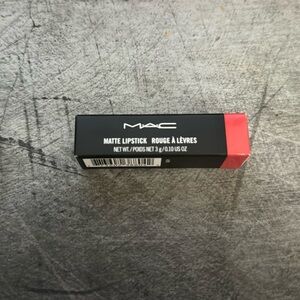 MAC
MATTE LIPSTICK ROUGE À LÈVRES
NET WT./POIDS NET 3 g/0.10 US OZ